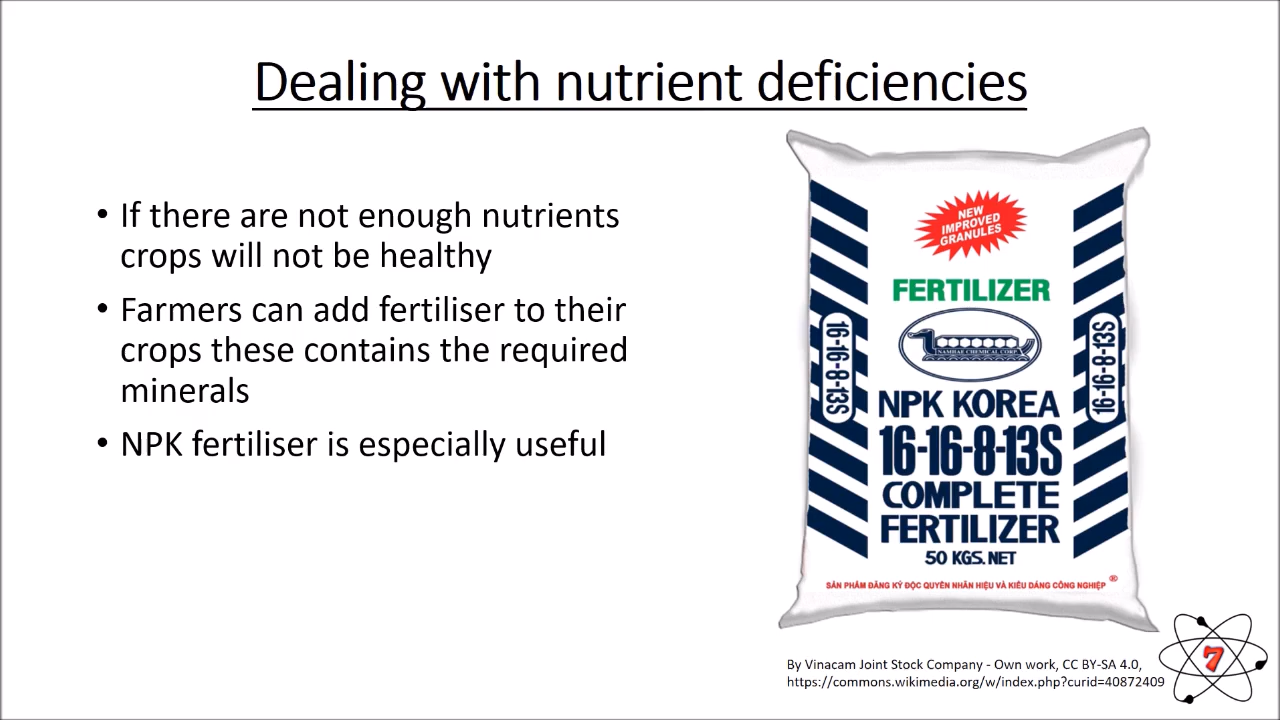 Dealing with nutrient deficiencies
• If there are not enough nutrients
crops will not be healthy
• Farmers can add fertiliser to their
crops these contains the required
minerals
• NPK fertiliser is especially useful
NEW
IMPROVED
GRANULES
FERTILIZER
NAMHAE CHEMICAL CORP.
16-16-8-13S
16-16-8-13S
NPK KOREA
16-16-8-13S
COMPLETE
FERTILIZER
50 KGS. NET
SẢN PHẨM ĐĂNG KÝ ĐỘC QUYỀN NHÃN HIỆU VÀ KIỂU DÁNG CÔNG NGHIỆP ®
By Vinacam Joint Stock Company - Own work, CC BY-SA 4.0,
https://commons.wikimedia.org/w/index.php?curid=40872409
7